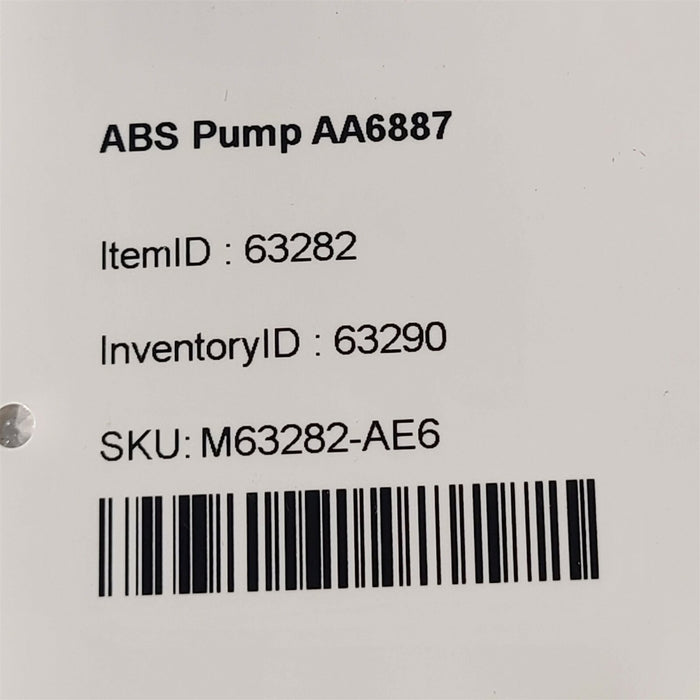 ABS Pump AA6887
ItemID : 63282
InventoryID : 63290
SKU: M63282-AE6